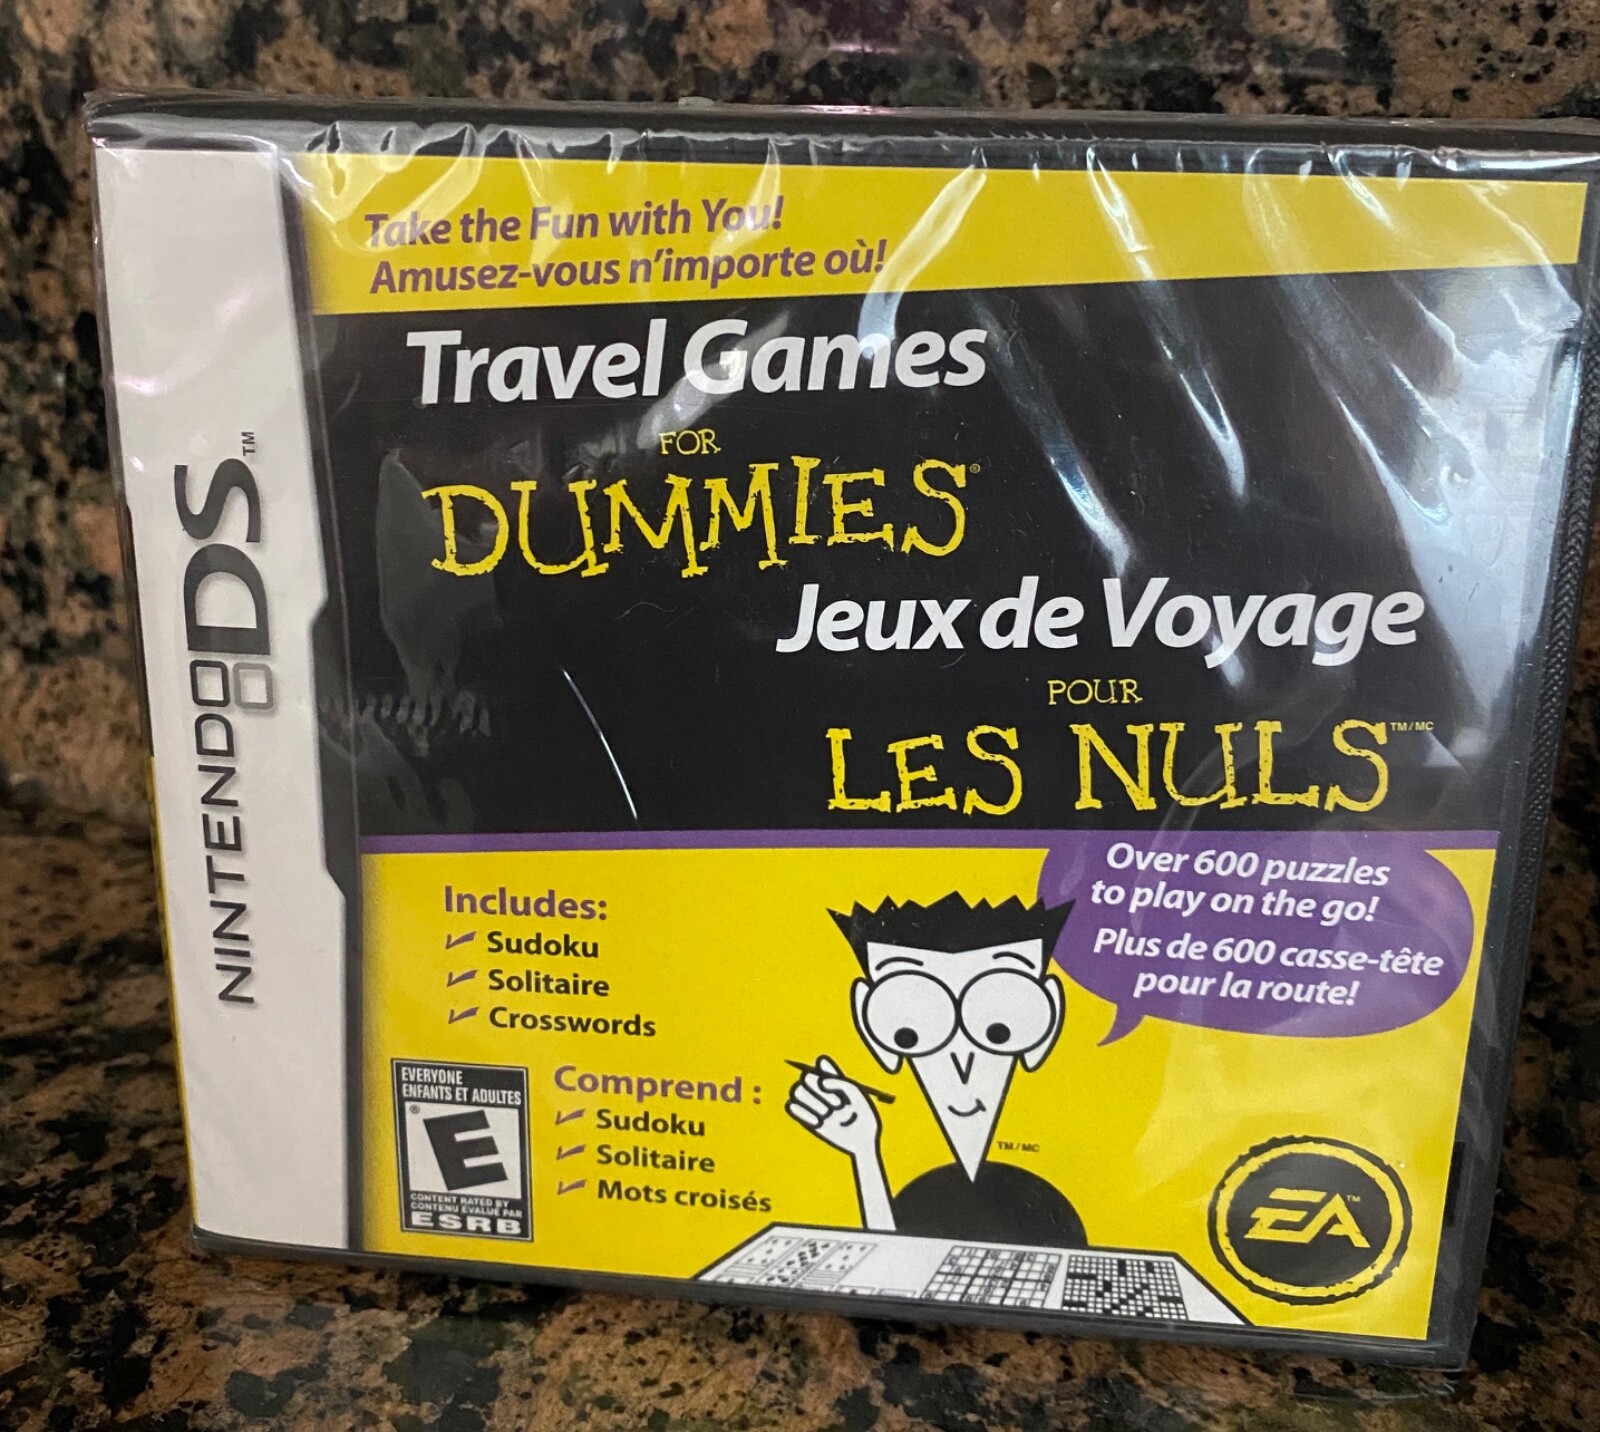 Take the Fun with You!
Amusez-vous n'importe où!
NINTENDO DS™
Travel Games
FOR
DUMMIES®
Jeux de Voyage
POUR
LES NULS™/MC
Over 600 puzzles
to play on the go!
Plus de 600 casse-tête
pour la route!
Includes:
Sudoku
Solitaire
Crosswords
Comprend :
Sudoku
Solitaire
Mots croisés
EVERYONE
ENFANTS ET ADULTES
E®
CONTENT RATED BY
CONTENU ÉVALUÉ PAR
ESRB
TM/MC
EA™